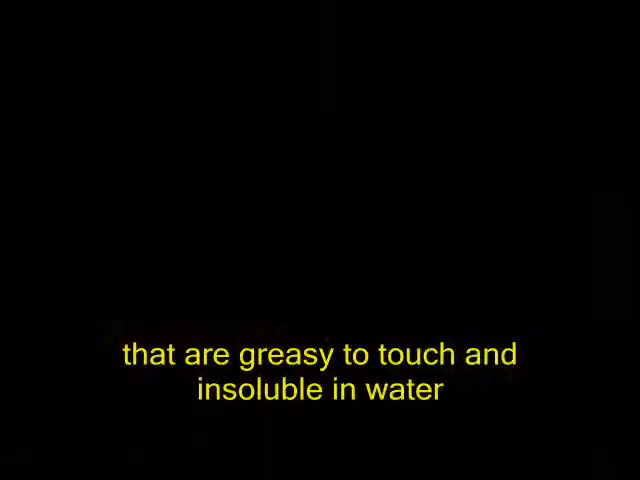 that are greasy to touch and
insoluble in water